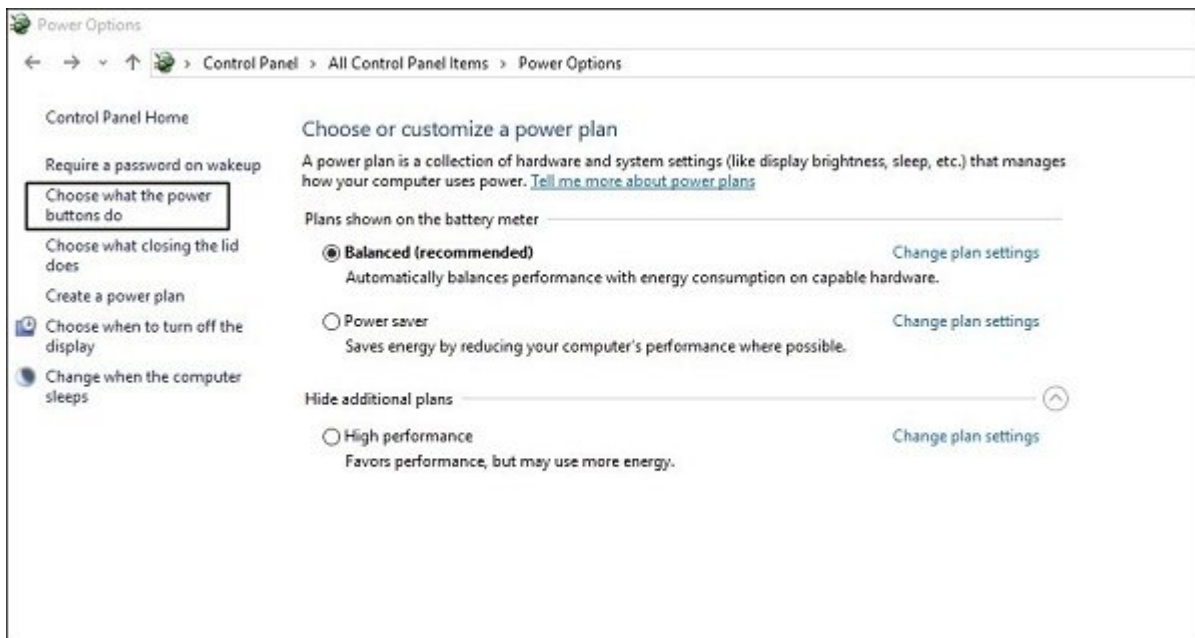 Power Options
Control Panel > All Control Panel Items > Power Options
Control Panel Home
Require a password on wakeup
Choose what the power
buttons do
Choose what closing the lid
does
Create a power plan
Choose when to turn off the
display
Change when the computer
sleeps
Choose or customize a power plan
A power plan is a collection of hardware and system settings (like display brightness, sleep, etc.) that manages
how your computer uses power. Tell me more about power plans
Plans shown on the battery meter
Balanced (recommended) Change plan settings
Automatically balances performance with energy consumption on capable hardware.
Power saver Change plan settings
Saves energy by reducing your computer's performance where possible.
Hide additional plans
High performance Change plan settings
Favors performance, but may use more energy.